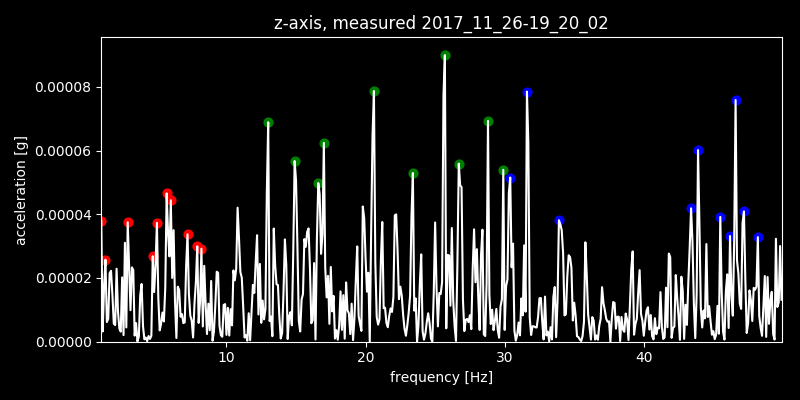 z-axis, measured 2017_11_26-19_20_02
0.00008
0.00006
0.00004
0.00002
0.00000
acceleration [g]
10 20 30 40
frequency [Hz]